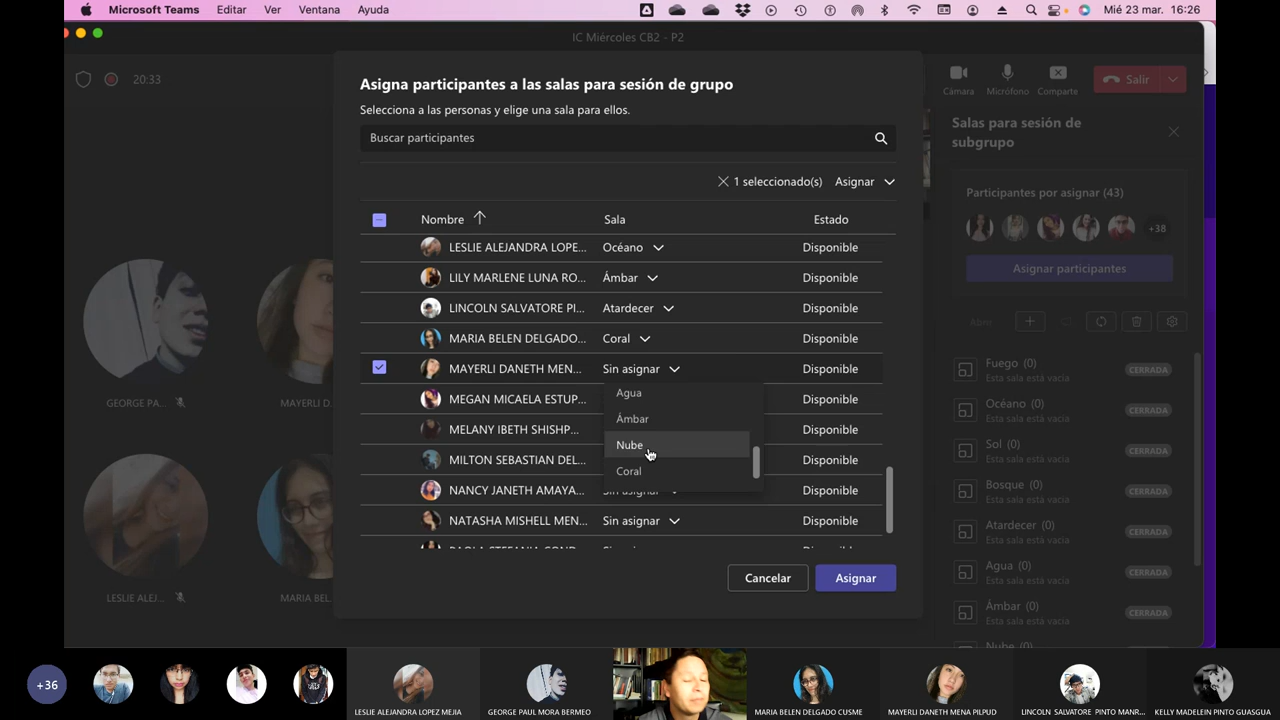 Microsoft Teams Editar Ver Ventana Ayuda Mié 23 mar. 16:26
IC Miércoles CB2 - P2
20:33
Cámara Micrófono Comparte Salir
Asigna participantes a las salas para sesión de grupo
Selecciona a las personas y elige una sala para ellos.
Buscar participantes
1 seleccionado(s) Asignar
Nombre Sala Estado
LESLIE ALEJANDRA LOPE... Océano Disponible
LILY MARLENE LUNA RO... Ámbar Disponible
LINCOLN SALVATORE PI... Atardecer Disponible
MARIA BELEN DELGADO... Coral Disponible
MAYERLI DANETH MEN... Sin asignar Disponible
MEGAN MICAELA ESTUP... Disponible
MELANY IBETH SHISHP... Disponible
MILTON SEBASTIAN DEL... Disponible
NANCY JANETH AMAYA... Sin asignar Disponible
NATASHA MISHELL MEN... Sin asignar Disponible
Agua
Ámbar
Nube
Coral
Cancelar Asignar
Salas para sesión de
subgrupo
Participantes por asignar (43)
+38
Asignar participantes
Abrir
Fuego (0)
Esta sala está vacía
CERRADA
Océano (0)
Esta sala está vacía
CERRADA
Sol (0)
Esta sala está vacía
CERRADA
Bosque (0)
Esta sala está vacía
CERRADA
Atardecer (0)
Esta sala está vacía
CERRADA
Agua (0)
Esta sala está vacía
CERRADA
Ámbar (0)
Esta sala está vacía
CERRADA
Nube (0)
GEORGE PA...
MAYERLI D
LESLIE ALEJ...
MARIA BEL
+36
LESLIE ALEJANDRA LOPEZ MEJIA
GEORGE PAUL MORA BERMEO
MARIA BELEN DELGADO CUSME
MAYERLI DANETH MENA PILPUD
LINCOLN SALVATORE PINTO MANR...
KELLY MADELEIN PINTO GUASGUA